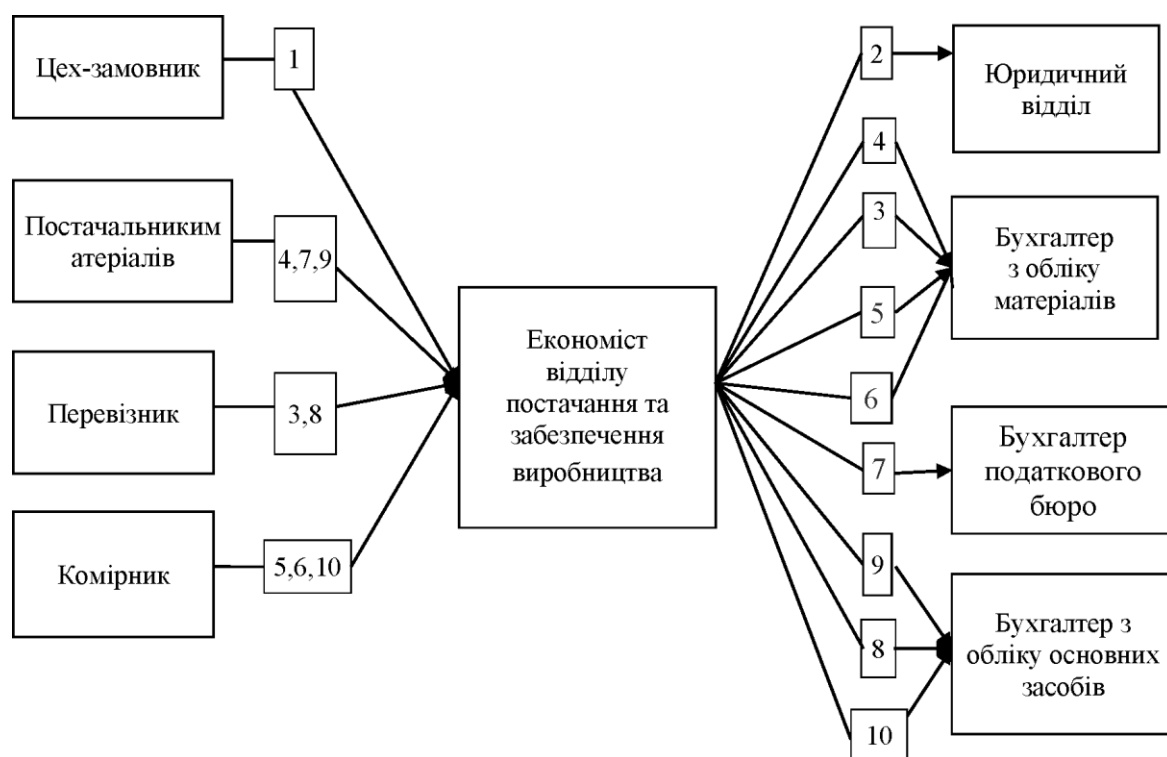 Цех-замовник
1
Постачальником
атеріалів
4,7,9
Перевізник
3,8
Комірник
5,6,10
Економіст
відділу
постачання та
забезпечення
виробництва
2
4
3
5
6
7
9
8
10
Юридичний
відділ
Бухгалтер
з обліку
матеріалів
Бухгалтер
податкового
бюро
Бухгалтер з
обліку основних
засобів